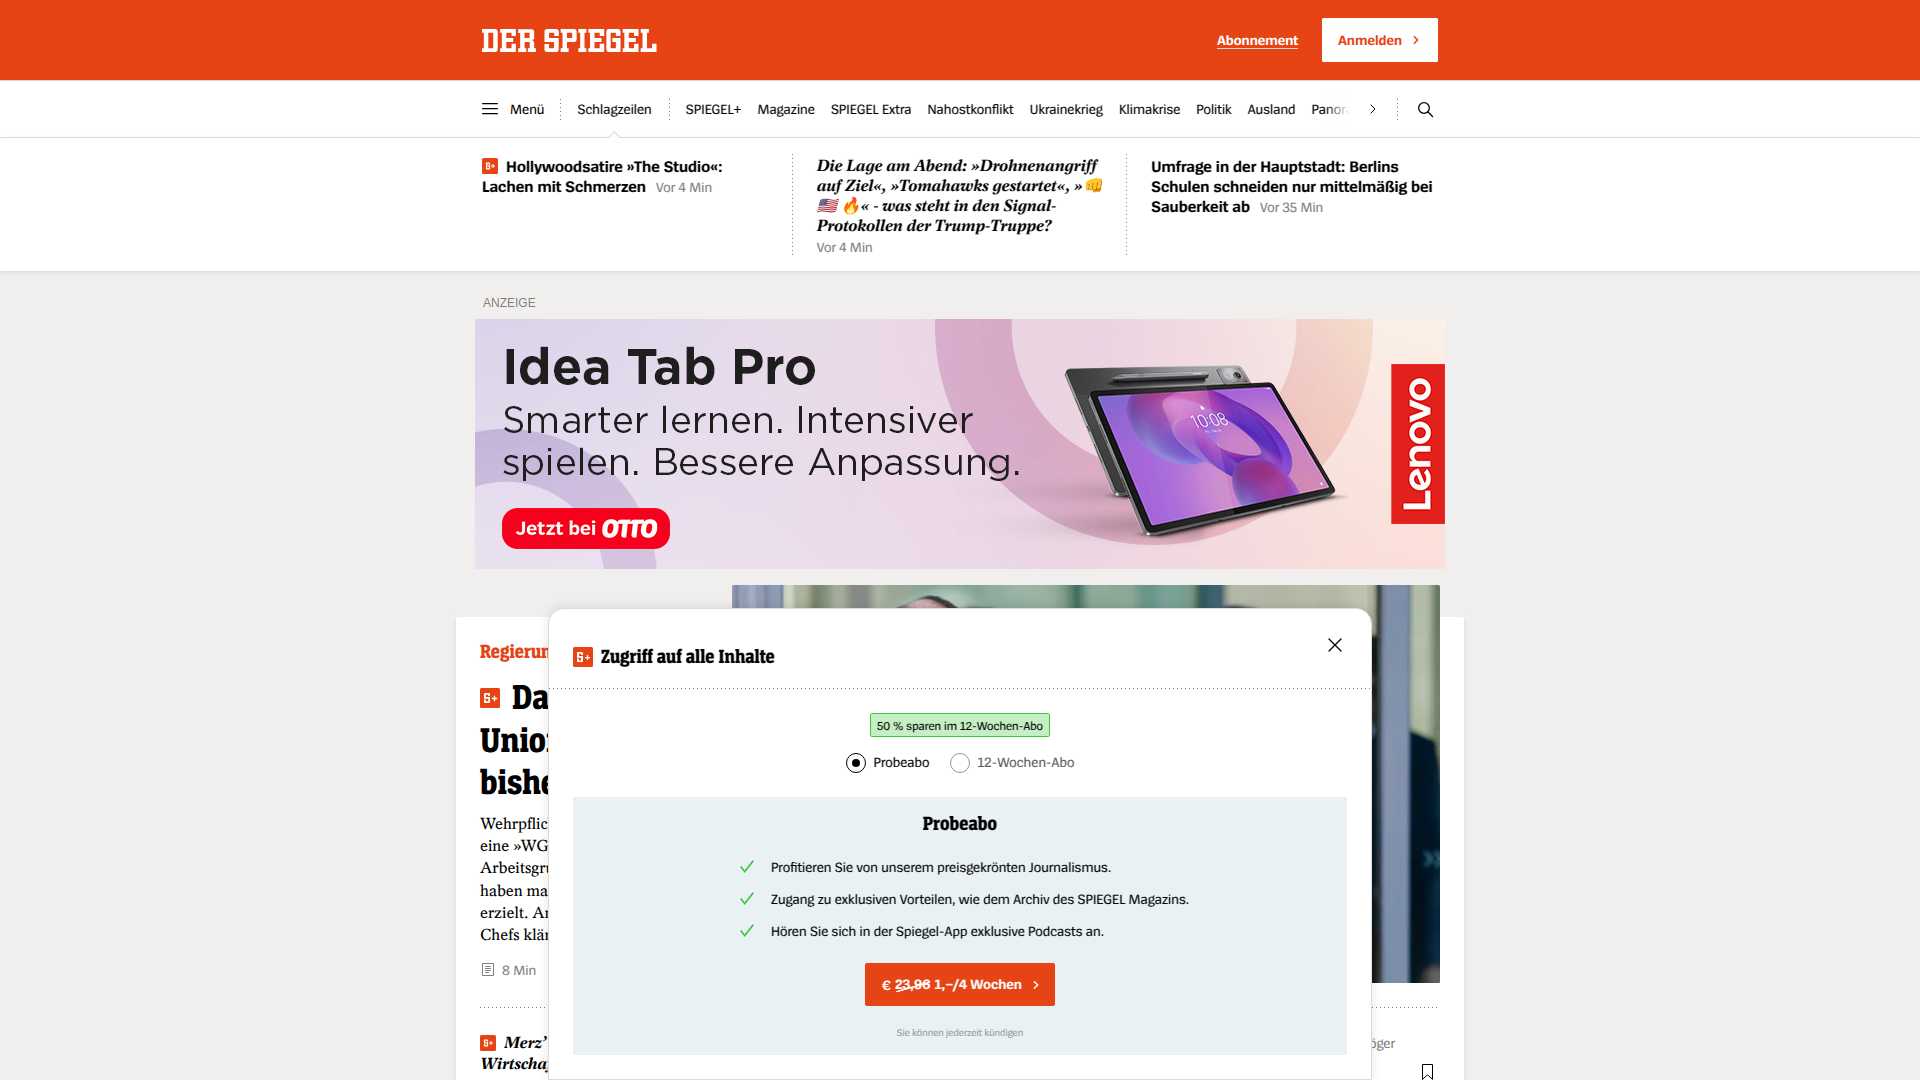 DER SPIEGEL
Abonnement
Anmelden
Menü
Schlagzeilen
SPIEGEL+
Magazine
SPIEGEL Extra
Nahostkonflikt
Ukrainekrieg
Klimakrise
Politik
Ausland
Panor
Hollywoodsatire »The Studio«:
Lachen mit Schmerzen Vor 4 Min
Die Lage am Abend: »Drohnenangriff
auf Ziel«, »Tomahawks gestartet«, »👊
🇺🇸 🔥« - was steht in den Signal-
Protokollen der Trump-Truppe?
Vor 4 Min
Umfrage in der Hauptstadt: Berlins
Schulen schneiden nur mittelmäßig bei
Sauberkeit ab Vor 35 Min
ANZEIGE
Idea Tab Pro
Smarter lernen. Intensiver
spielen. Bessere Anpassung.
Jetzt bei OTTO
10:08
Lenovo
Regierun
Da
Union
bishe
Wehrpflic
eine »WG
Arbeitsgru
haben ma
erzielt. An
Chefs klär
8 Min
Merz'
Wirtscha
Zugriff auf alle Inhalte
50 % sparen im 12-Wochen-Abo
Probeabo
12-Wochen-Abo
Probeabo
Profitieren Sie von unserem preisgekrönten Journalismus.
Zugang zu exklusiven Vorteilen, wie dem Archiv des SPIEGEL Magazins.
Hören Sie sich in der Spiegel-App exklusive Podcasts an.
€ 23,96 1,–/4 Wochen
Sie können jederzeit kündigen
öger